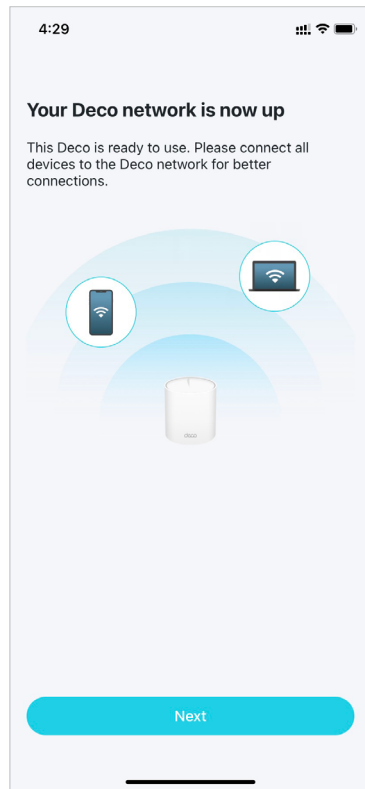 4:29
Your Deco network is now up
This Deco is ready to use. Please connect all
devices to the Deco network for better
connections.
deco
Next